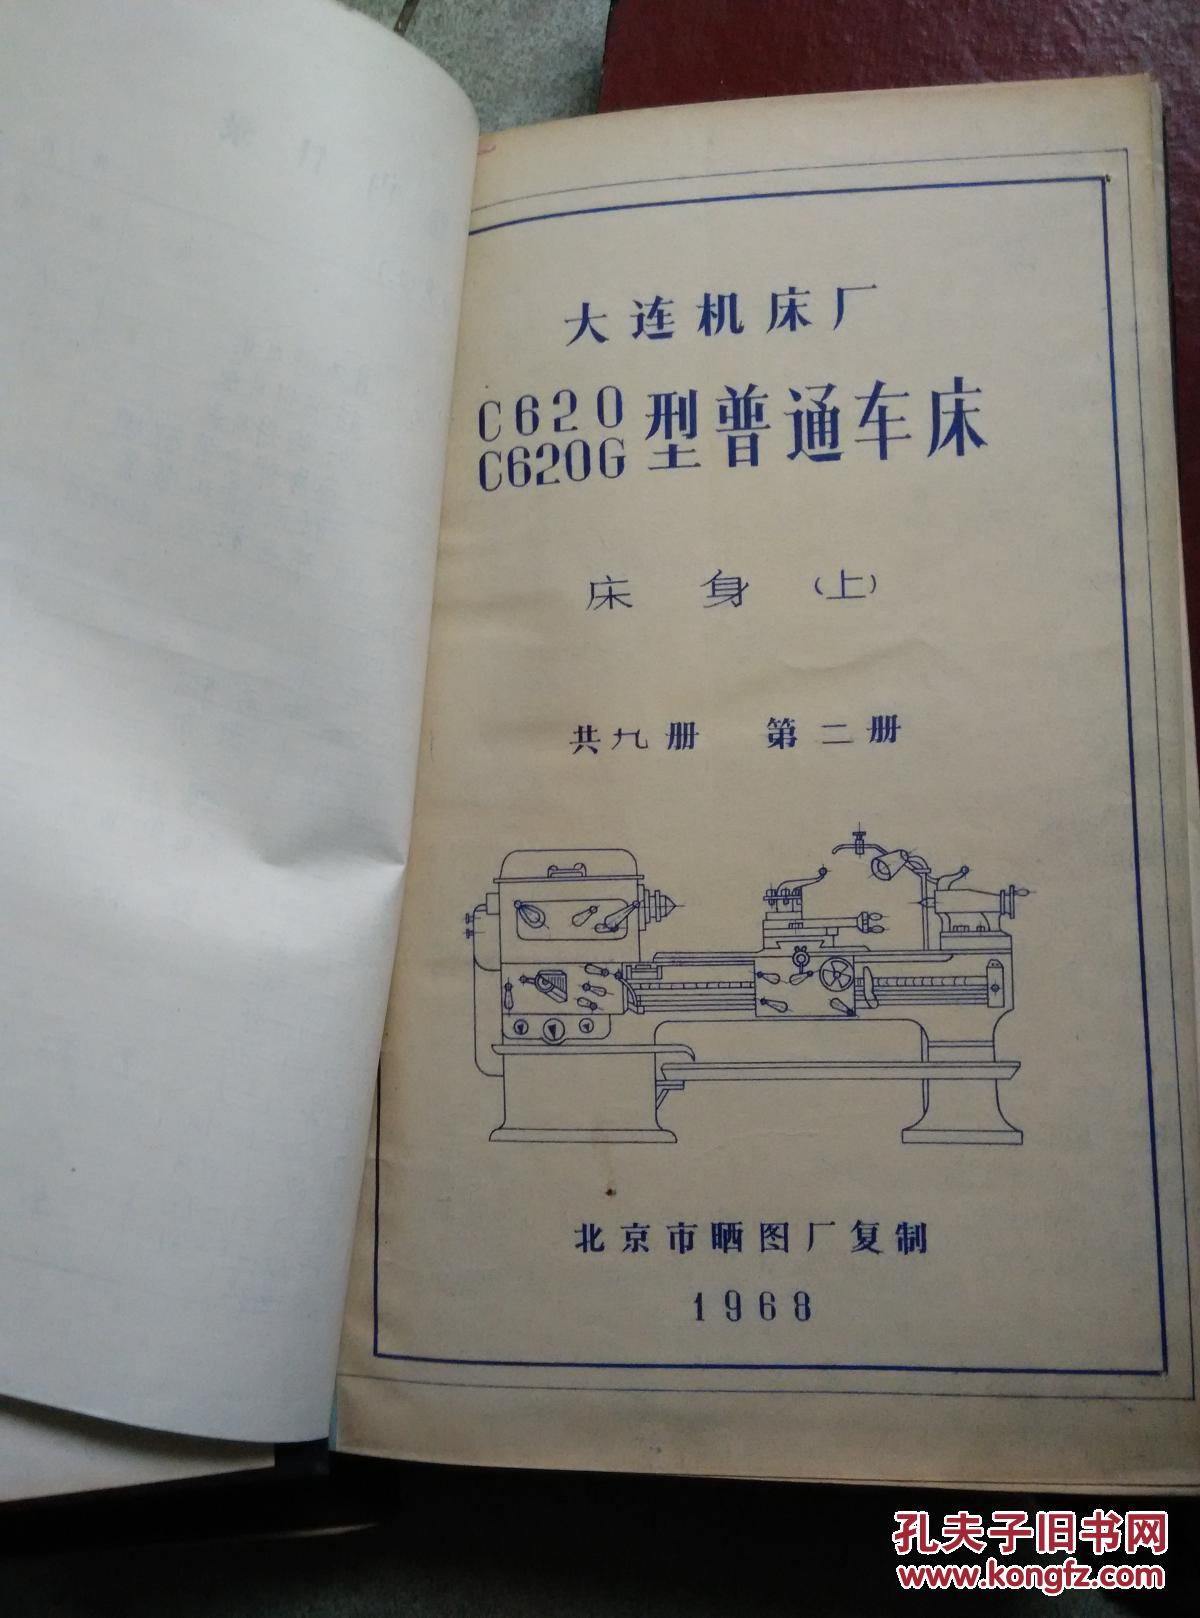 大连机床厂
C620
C620G
型普通车床
床身（上）
共九册 第二册
北京市晒图厂复制
1968
孔夫子旧书网
www.kongfz.com